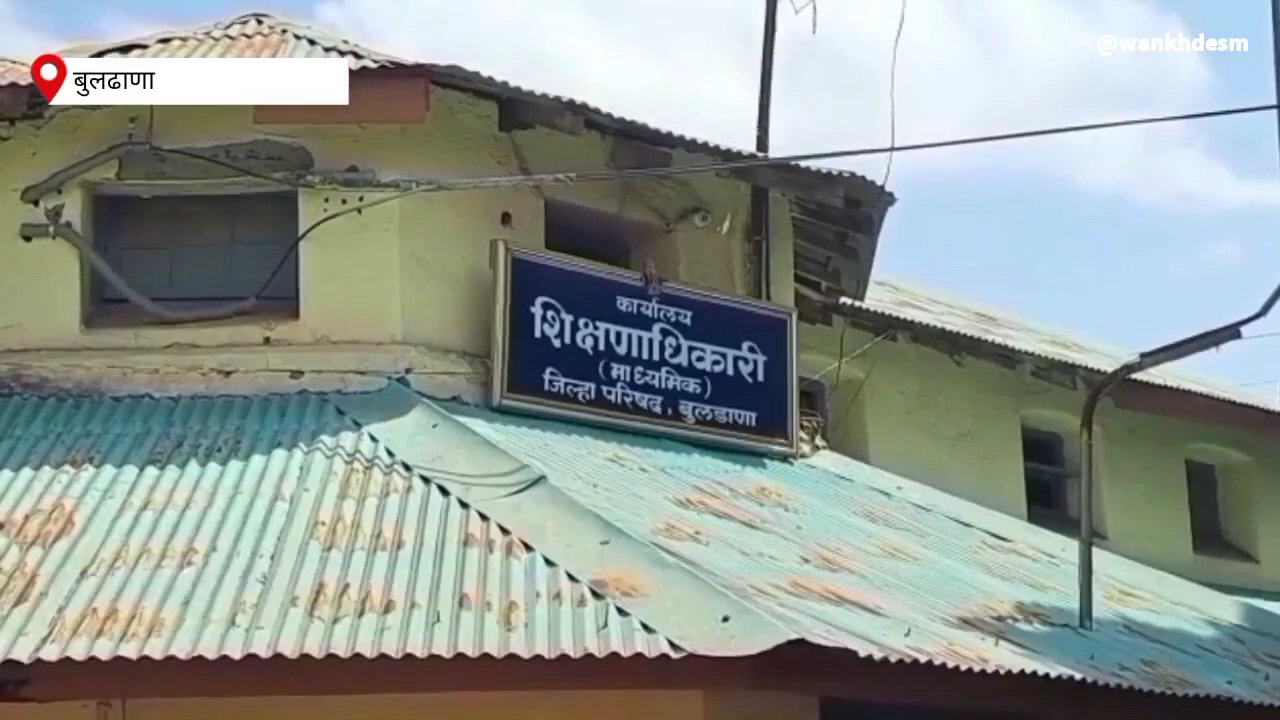 @wankhdesm
बुलढाणा
कार्यालय
शिक्षणाधिकारी
(माध्यमिक)
जिल्हा परिषद, बुलडाणा